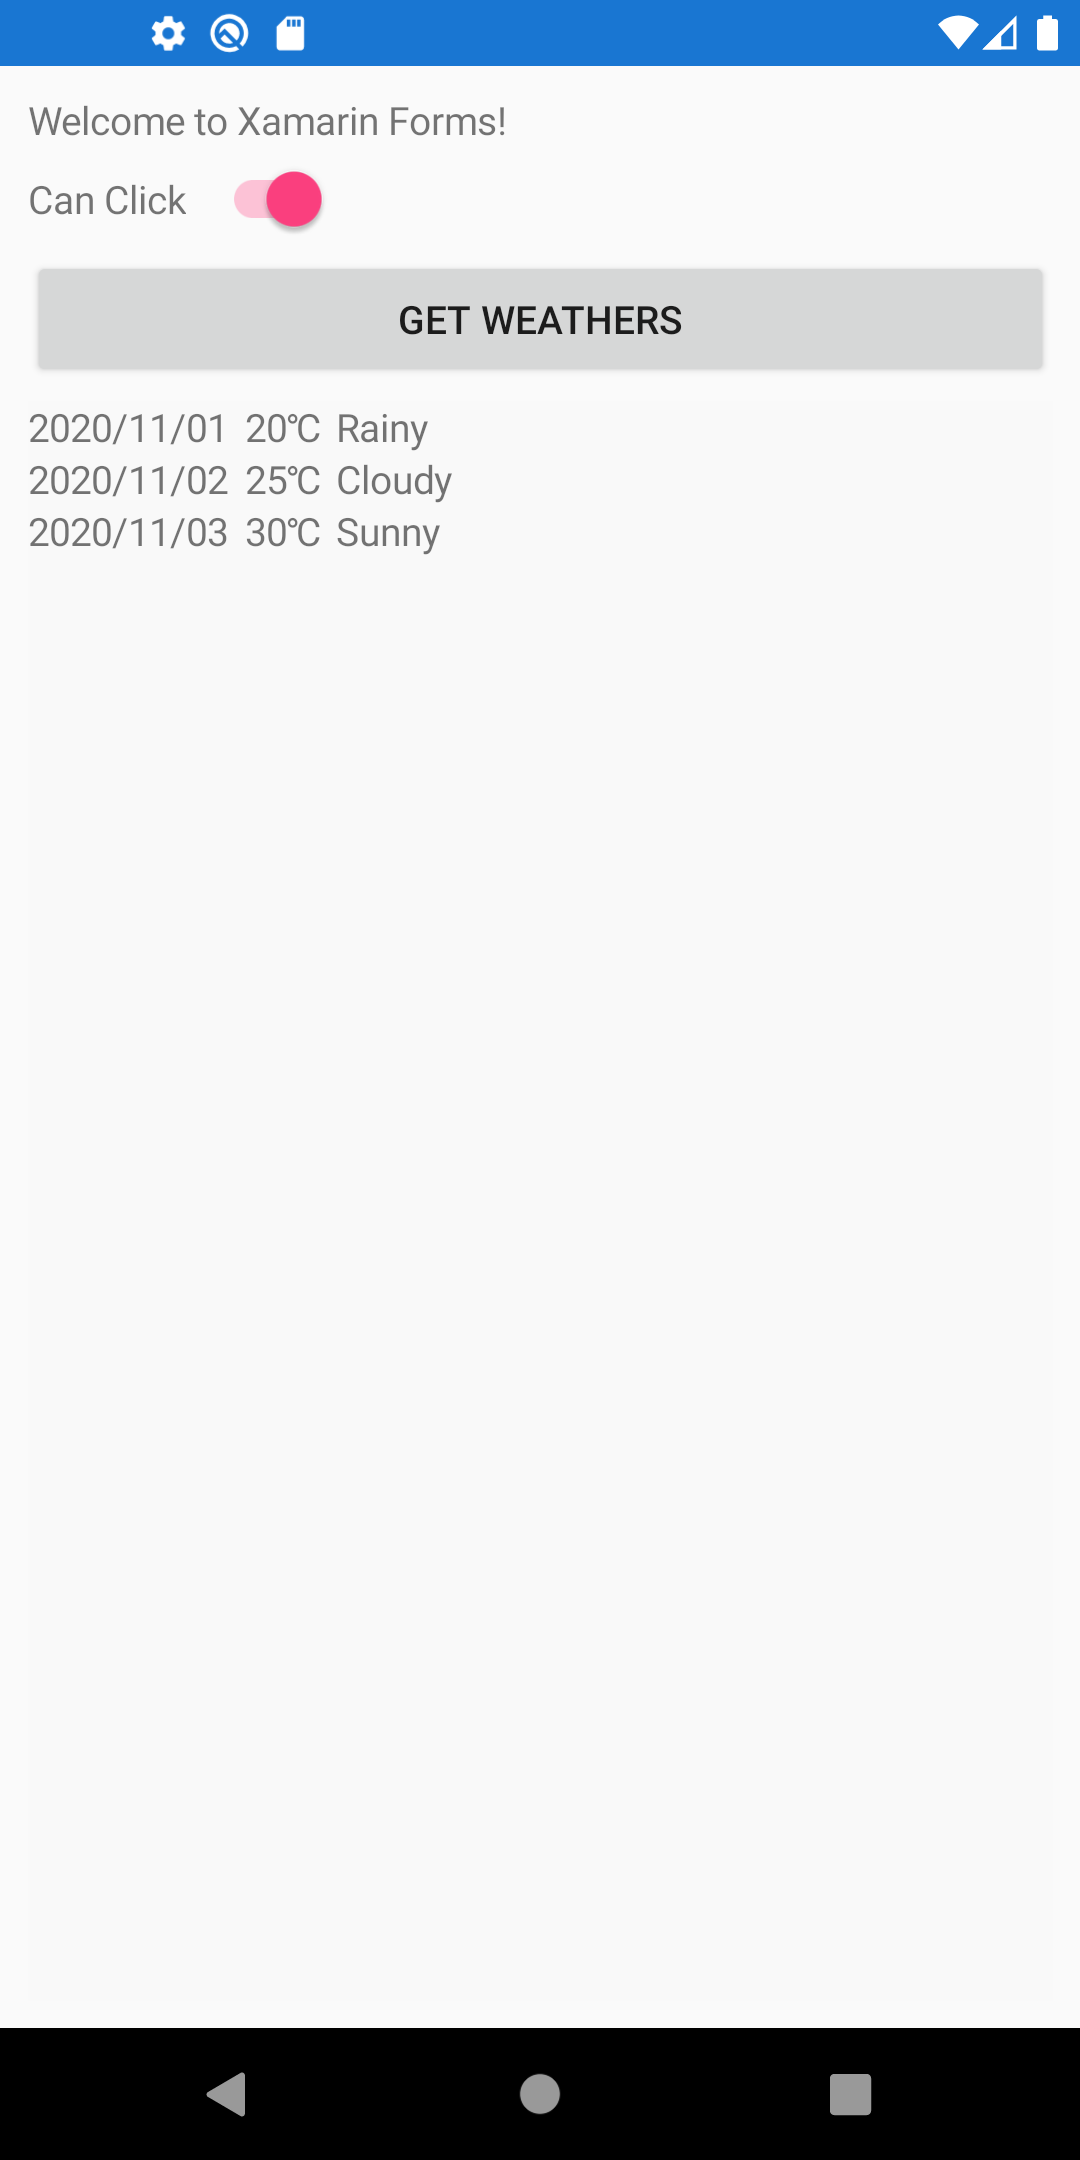 Welcome to Xamarin Forms!
Can Click
GET WEATHERS
2020/11/01 20℃ Rainy
2020/11/02 25℃ Cloudy
2020/11/03 30℃ Sunny